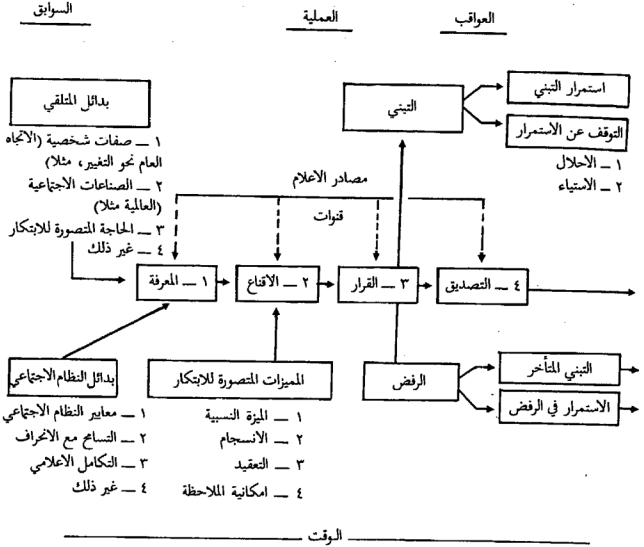 السوابق
العملية
العواقب
بدائل المتلقي
١ — صفات شخصية (الاتجاه
العام نحو التغيير، مثلا)
٢ — الصناعات الاجتماعية
(العالمية مثلا)
٣ — الحاجة المتصورة للابتكار
٤ — غير ذلك
التبني
استمرار التبني
التوقف عن الاستمرار
١ — الاحلال
٢ — الاستياء
مصادر الاعلام
قنوات
١ — المعرفة
٢ — الاقناع
٣ — القرار
٤ — التصديق
بدائل النظام الاجتماعي
١ — معايير النظام الاجتماعي
٢ — التسامح مع الانحراف
٣ — التكامل الاعلامي
٤ — غير ذلك
المميزات المتصورة للابتكار
١ — الميزة النسبية
٢ — الانسجام
٣ — التعقيد
٤ — امكانية الملاحظة
الرفض
التبني المتأخر
الاستمرار في الرفض
الوقت